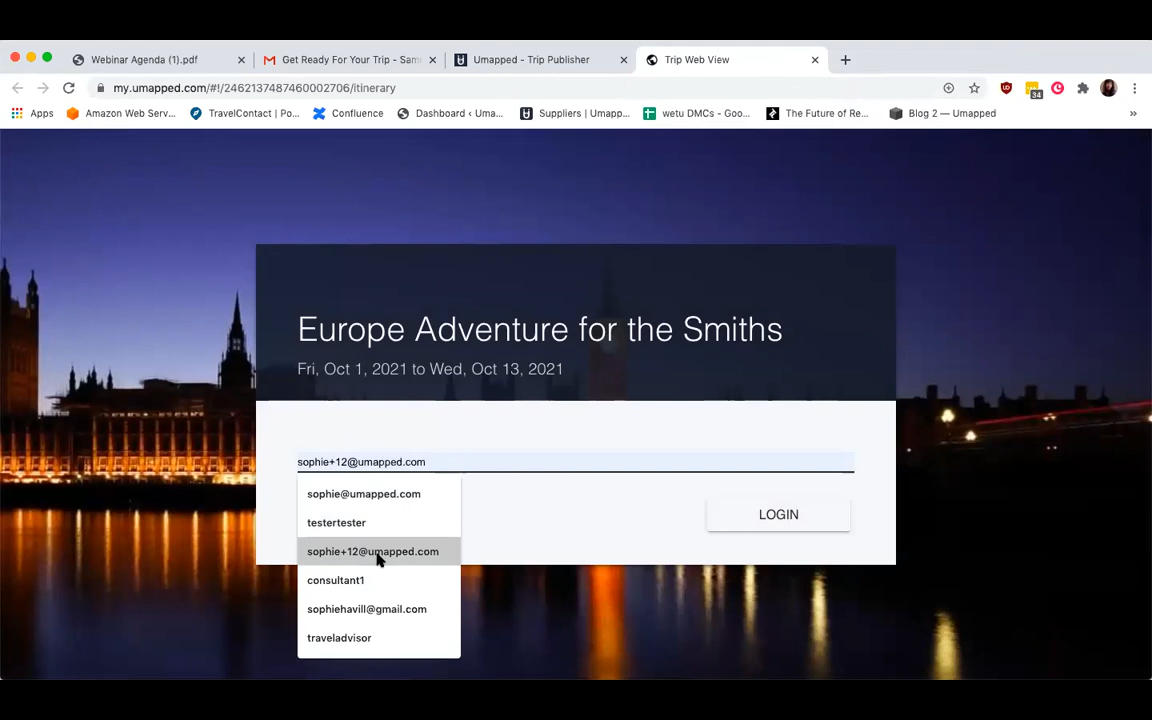 Webinar Agenda (1).pdf
Get Ready For Your Trip - Sam
Umapped - Trip Publisher
Trip Web View
my.umapped.com/#!/2462137487460002706/itinerary
34
Apps
Amazon Web Serv...
TravelContact | Po...
Confluence
Dashboard ‹ Uma...
Suppliers | Umapp...
wetu DMCs - Goo...
The Future of Re...
Blog 2 — Umapped
»
Europe Adventure for the Smiths
Fri, Oct 1, 2021 to Wed, Oct 13, 2021
sophie+12@umapped.com
sophie@umapped.com
testertester
sophie+12@umapped.com
consultant1
sophiehavill@gmail.com
traveladvisor
LOGIN